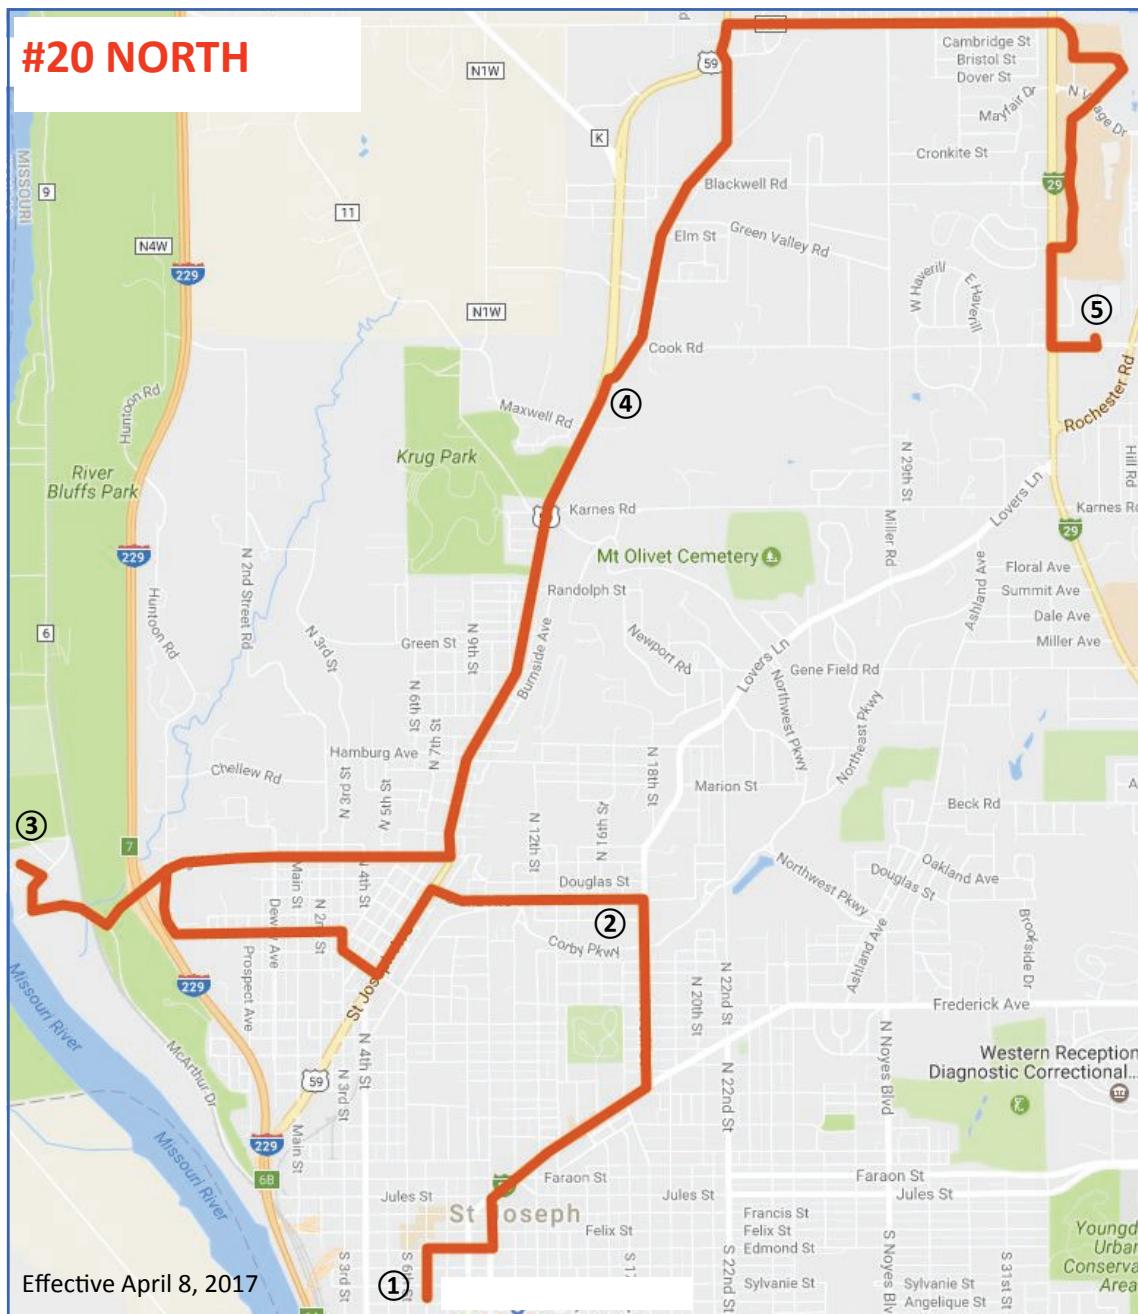 #20 NORTH
Cambridge St
Bristol St
Dover St
59
N1W
Mayfair Dr
N Village Dr
K
Cronkite St
MISSOURI
9
Blackwell Rd
29
11
Elm St
Green Valley Rd
N4W
229
W Haverill
E Haverill
N1W
5
Cook Rd
Rochester Rd
4
Huntoon Rd
Maxwell Rd
Krug Park
N 29th St
Hill Rd
River
Bluffs Park
Lovers Ln
Karnes Rd
Karnes Rd
29
229
N 2nd Street Rd
Mt Olivet Cemetery
Miller Rd
Ashland Ave
Floral Ave
Summit Ave
Randolph St
Huntoon Rd
Dale Ave
6
N 3rd St
Green St
N 9th St
Burnside Ave
Newport Rd
Miller Ave
Lovers Ln
Gene Field Rd
N 6th St
Northwest Pkwy
Northeast Pkwy
N 7th St
Hamburg Ave
Chellew Rd
N 3rd St
N 5th St
N 18th St
Marion St
Beck Rd
3
7
N 12th St
N 16th St
Main St
N 4th St
Douglas St
Northwest Pkwy
Oakland Ave
Douglas St
Dewey Ave
N 2nd St
2
Corby Pkwy
Ashland Ave
Brookside Dr
Prospect Ave
St Joseph Ave
229
N 20th St
N 22nd St
Missouri River
Frederick Ave
McArthur Dr
N 4th St
N 3rd St
59
N Noyes Blvd
Western Reception
Diagnostic Correctional...
N 22nd St
Missouri River
Main St
229
6B
Faraon St
Faraon St
Jules St
Jules St
Jules St
St Joseph
Francis St
Felix St
Felix St
Edmond St
S 3rd St
S 6th St
S 22nd St
S Noyes Blvd
S 31st St
Urban
Area
Sylvanie St
Sylvanie St
Angelique St
1
Effective April 8, 2017